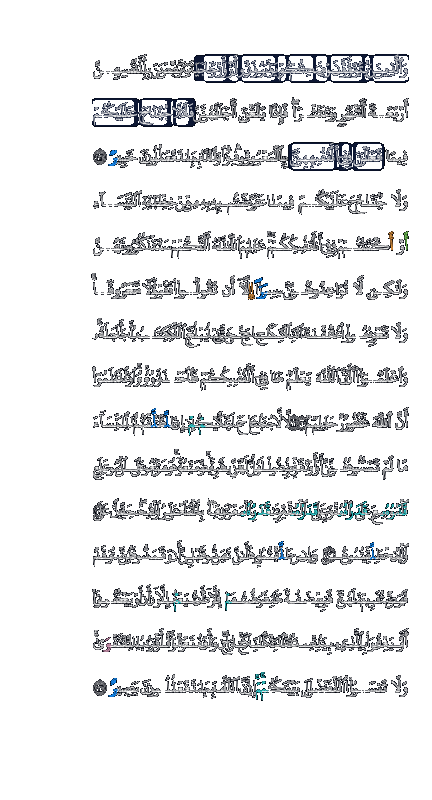 والذين يتوفون منكم ويذرون أزواجا يتربصن بأنفسهن
أربعة أشهر وعشرا فإذا بلغن أجلهن فلا جناح عليكم
فيما فعلن في أنفسهن بالمعروف والله بما تعملون خبير
ولا جناح عليكم فيما عرضتم به من خطبة النساء
أو أكننتم في أنفسكم علم الله أنكم ستذكرونهن
ولكن لا تواعدوهن سرا إلا أن تقولوا قولا معروفا
ولا تعزموا عقدة النكاح حتى يبلغ الكتاب أجله
واعلموا أن الله يعلم ما في أنفسكم فاحذروه واعلموا
أن الله غفور حليم لا جناح عليكم إن طلقتم النساء
ما لم تمسوهن أو تفرضوا لهن فريضة ومتعوهن على
الموسع قدره وعلى المقتر قدره متاعا بالمعروف حقا على
المحسنين وإن طلقتموهن من قبل أن تمسوهن وقد
فرضتم لهن فريضة فنصف ما فرضتم إلا أن يعفون
أو يعفو الذي بيده عقدة النكاح وأن تعفوا أقرب للتقوى
ولا تنسوا الفضل بينكم إن الله بما تعملون بصير